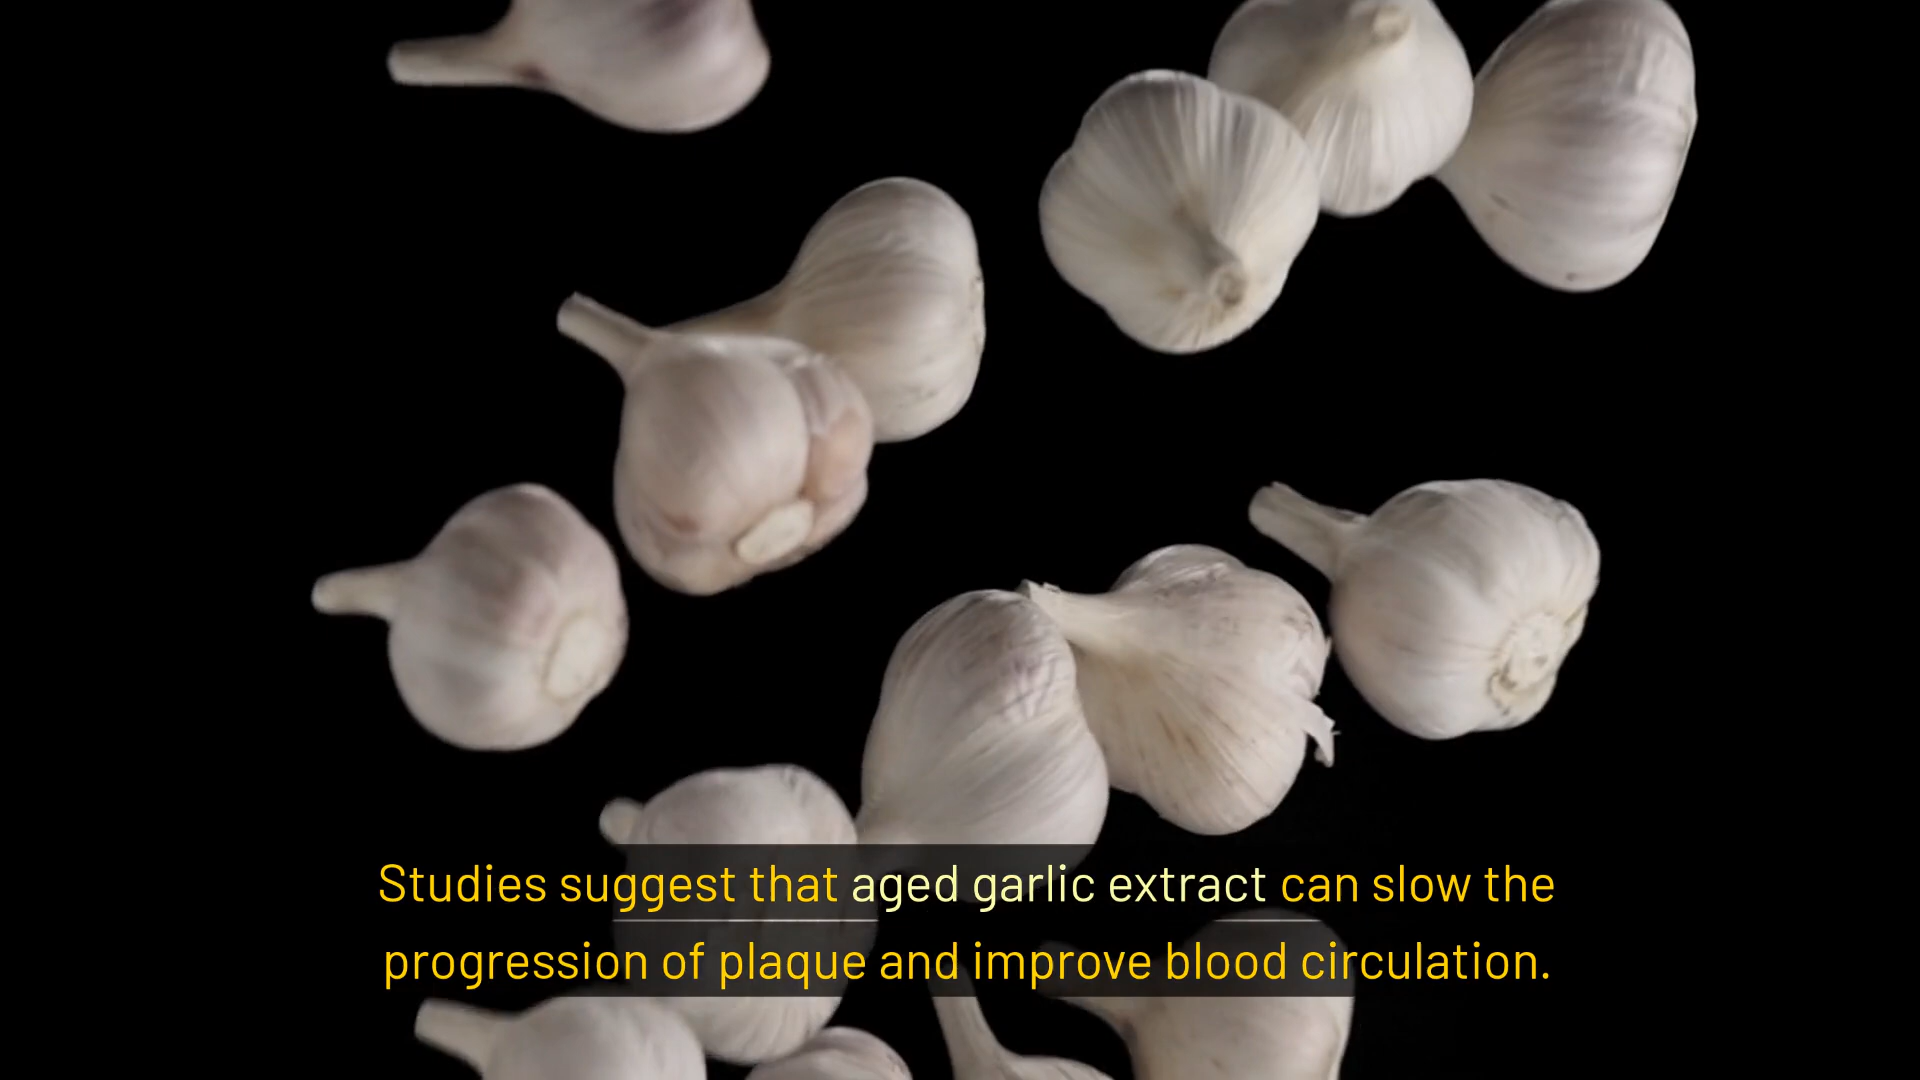 Studies suggest that aged garlic extract can slow the
progression of plaque and improve blood circulation.